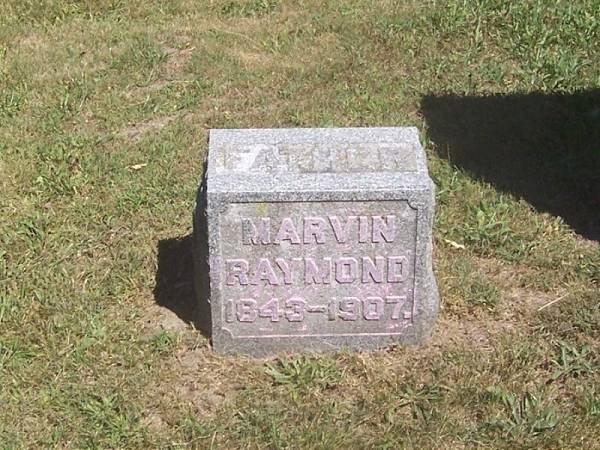 FATHER
MARVIN
RAYMOND
1843-1907.